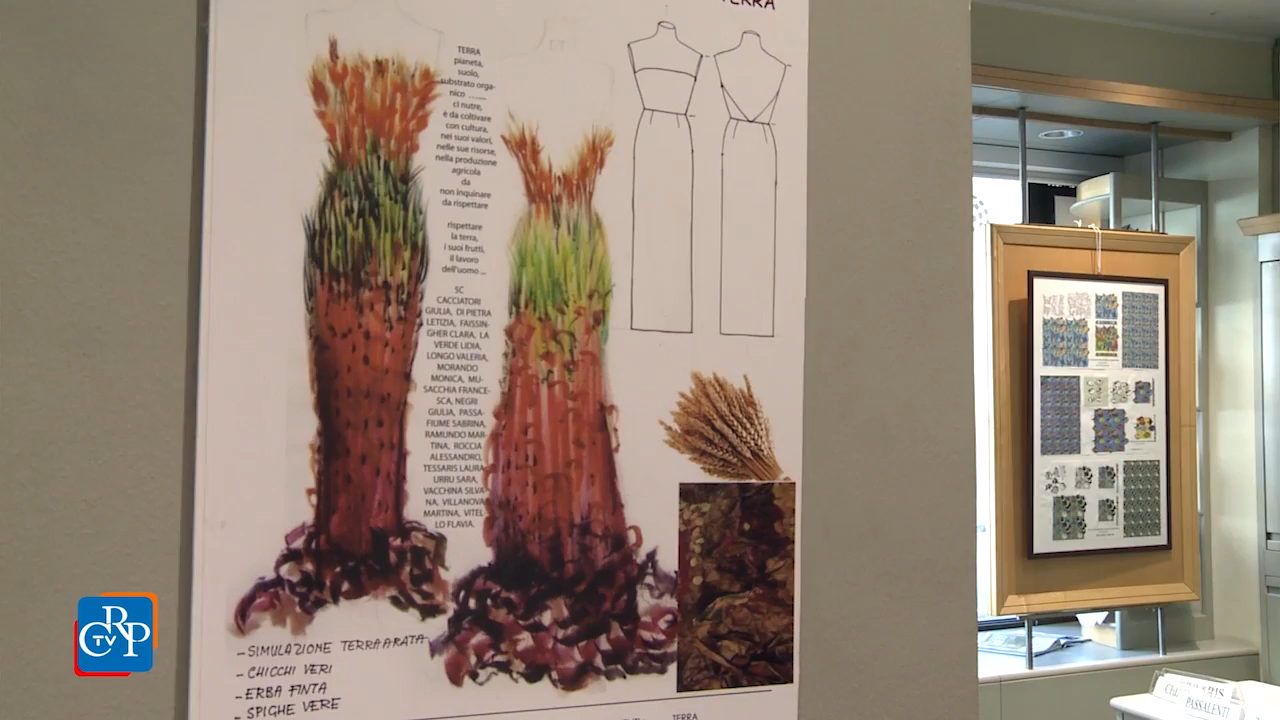 TERRA
TERRA
pianeta,
suolo,
substrato orga-
nico ......
ci nutre,
è da coltivare
con cultura,
nei suoi valori,
nelle sue risorse,
nella produzione
agricola
da
non inquinare
da rispettare
rispettare
la terra,
i suoi frutti,
il lavoro
dell'uomo ...
5C
CACCIATORI
GIULIA, DI PIETRA
LETIZIA, FAISSIN-
GHER CLARA, LA
VERDE LIDIA,
LONGO VALERIA,
MORANDO
MONICA, MU-
SACCHIA FRANCE-
SCA, NEGRI
GIULIA, PASSA-
FIUME SABRINA,
RAMUNDO MAR-
TINA, ROCCIA
ALESSANDRO,
TESSARIS LAURA,
URRU SARA,
VACCHINA SILVA-
NA, VILLANOVA
MARTINA, VITEL-
LO FLAVIA.
- SIMULAZIONE TERRA ARATA
- CHICCHI VERI
- ERBA FINTA
- SPIGHE VERE
TERRA
CRP
TV
PASSALENTI